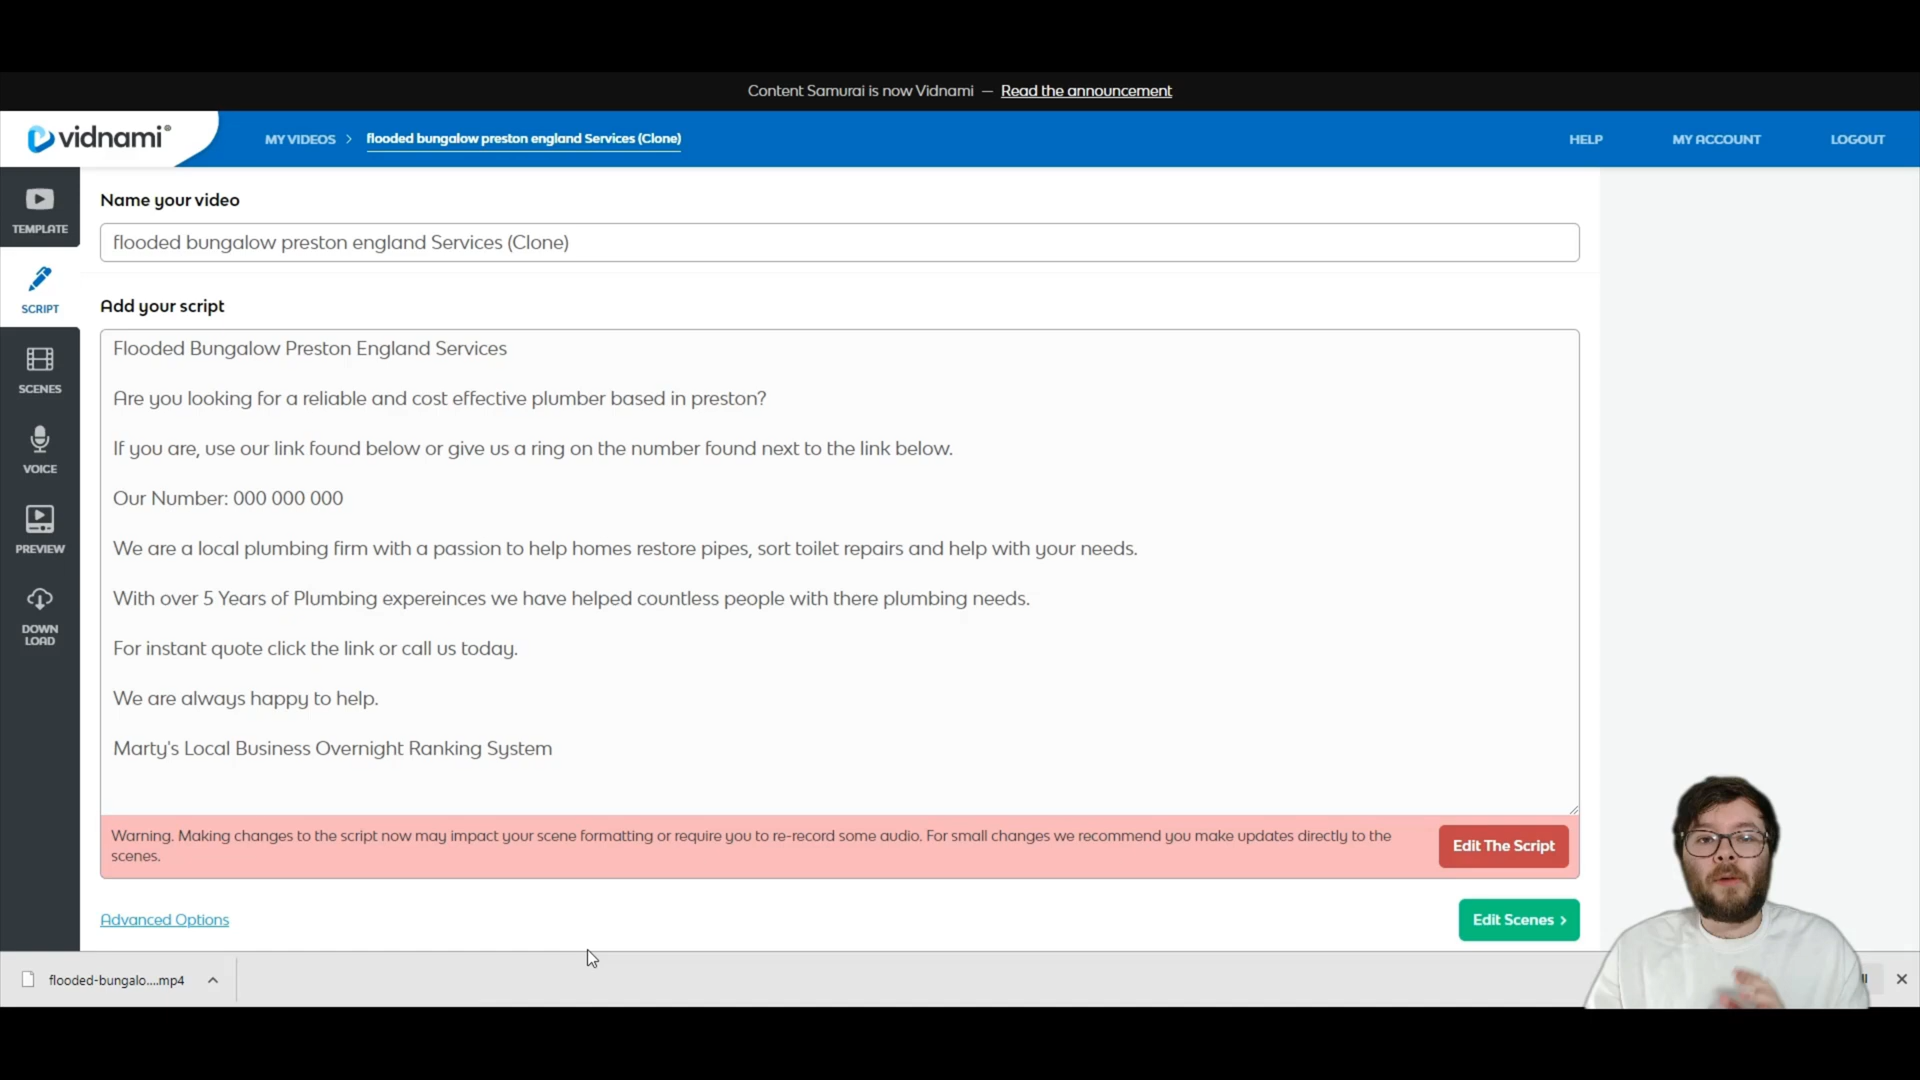 Content Samurai is now Vidnami — Read the announcement
vidnami®
MY VIDEOS > flooded bungalow preston england Services (Clone)
HELP
MY ACCOUNT
LOGOUT
TEMPLATE
SCRIPT
SCENES
VOICE
PREVIEW
DOWN
LOAD
Name your video
flooded bungalow preston england Services (Clone)
Add your script
Flooded Bungalow Preston England Services
Are you looking for a reliable and cost effective plumber based in preston?
If you are, use our link found below or give us a ring on the number found next to the link below.
Our Number: 000 000 000
We are a local plumbing firm with a passion to help homes restore pipes, sort toilet repairs and help with your needs.
With over 5 Years of Plumbing expereinces we have helped countless people with there plumbing needs.
For instant quote click the link or call us today.
We are always happy to help.
Marty's Local Business Overnight Ranking System
Warning. Making changes to the script now may impact your scene formatting or require you to re-record some audio. For small changes we recommend you make updates directly to the
scenes.
Edit The Script
Advanced Options
Edit Scenes >
flooded-bungalo....mp4